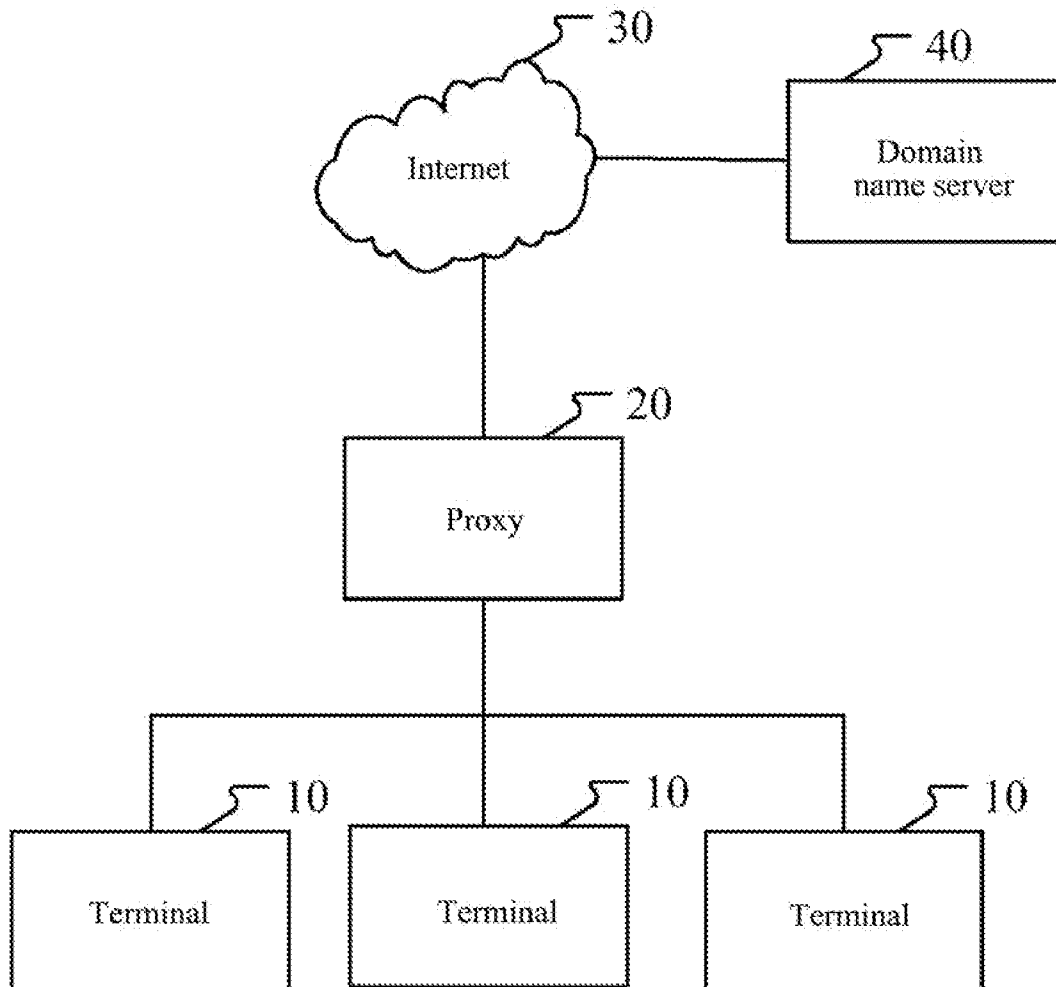 30
40
Internet
Domain
name server
20
Proxy
10
10
10
Terminal
Terminal
Terminal